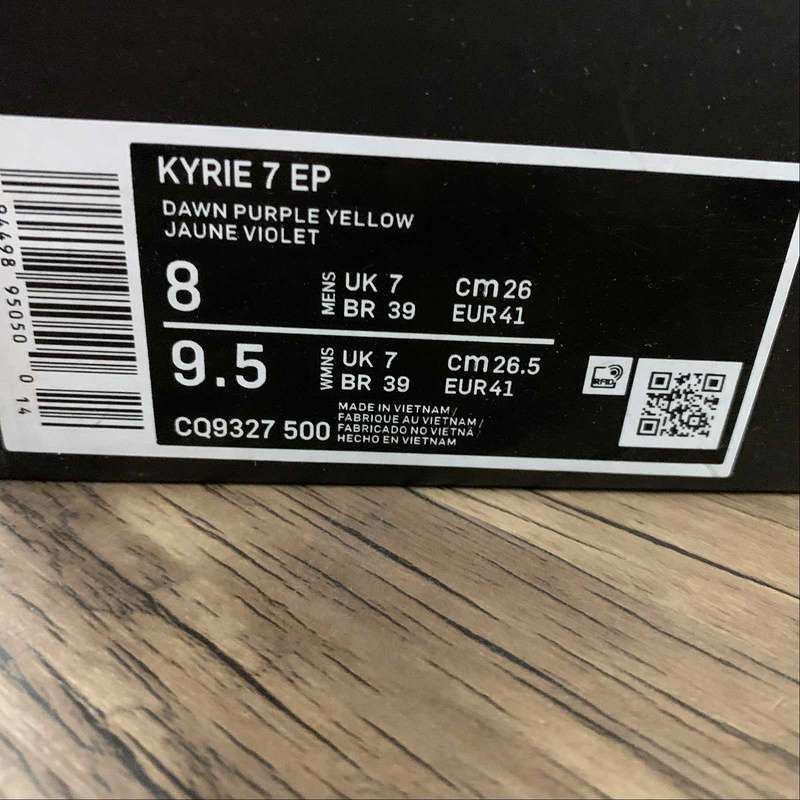 KYRIE 7 EP
DAWN PURPLE YELLOW
JAUNE VIOLET
8 MENS UK 7 cm 26
BR 39 EUR 41
9.5 WMNS UK 7 cm 26.5
BR 39 EUR 41
CQ9327 500
MADE IN VIETNAM/
FABRIQUE AU VIETNAM/
FABRICADO NO VIETNÃ/
HECHO EN VIETNAM
RFID
95050 0 14